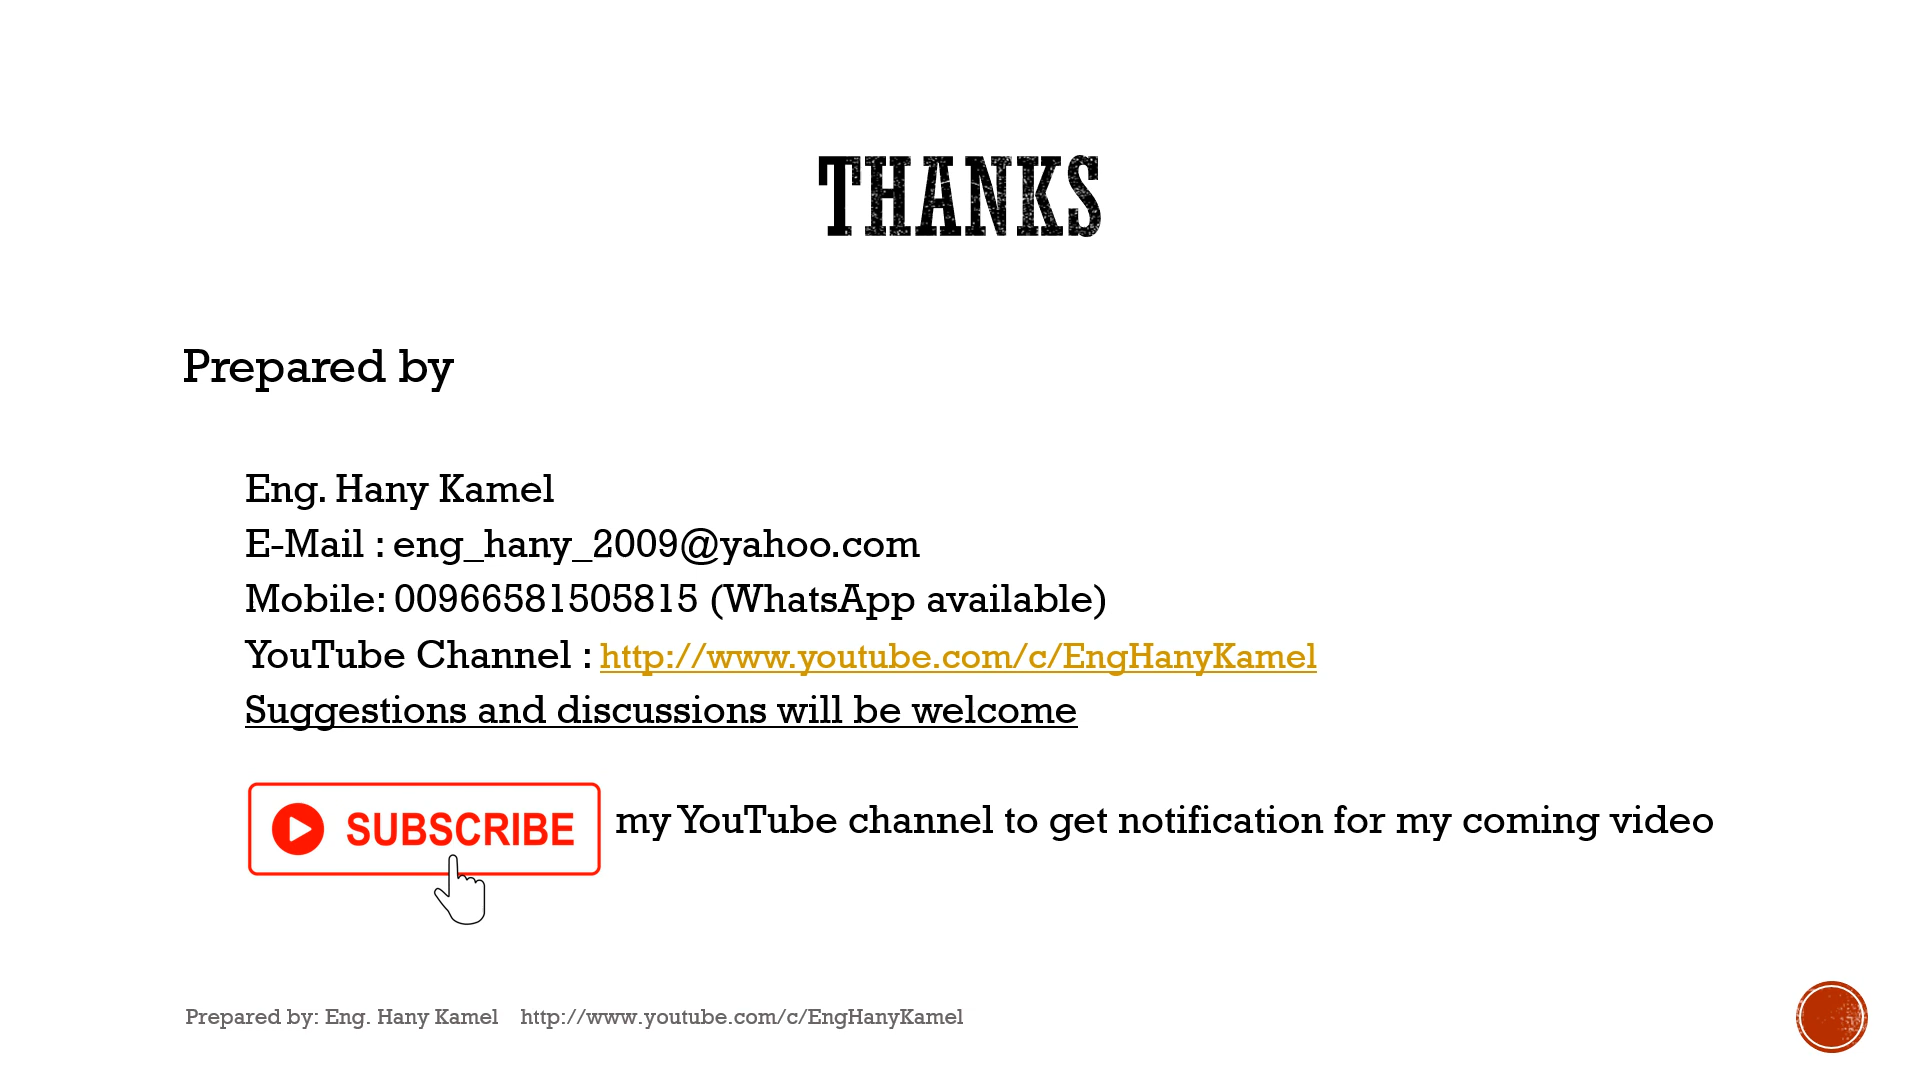 THANKS
Prepared by
Eng. Hany Kamel
E-Mail : eng_hany_2009@yahoo.com
Mobile: 00966581505815 (WhatsApp available)
YouTube Channel : http://www.youtube.com/c/EngHanyKamel
Suggestions and discussions will be welcome
SUBSCRIBE my YouTube channel to get notification for my coming video
Prepared by: Eng. Hany Kamel http://www.youtube.com/c/EngHanyKamel